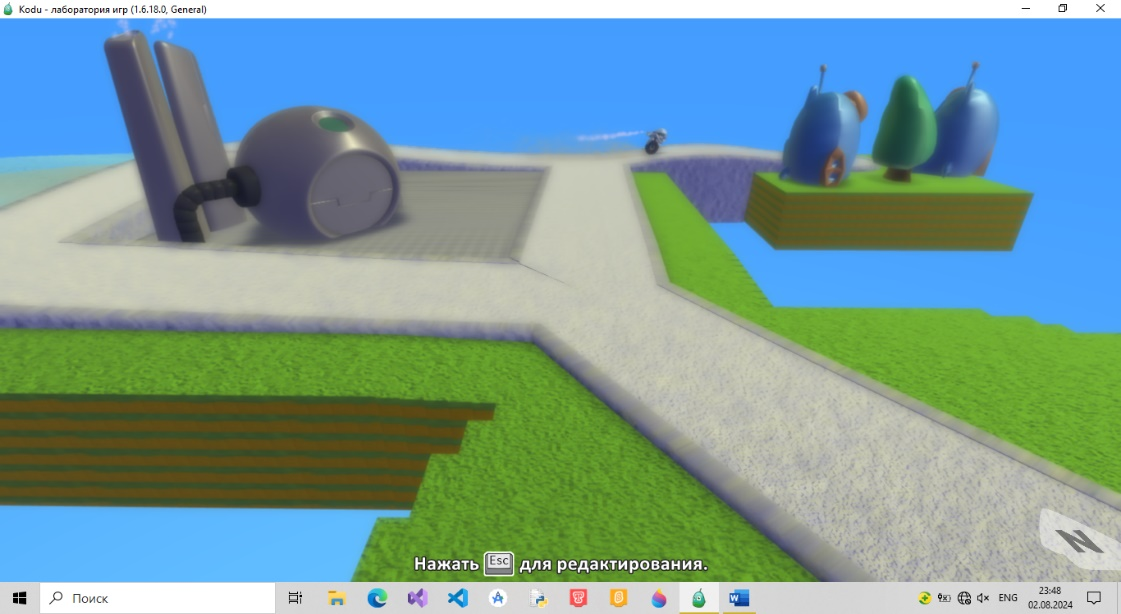 Kodu - лаборатория игр (1.6.18.0, General)
Нажать Esc для редактирования.
Поиск
ENG
23:48
02.08.2024